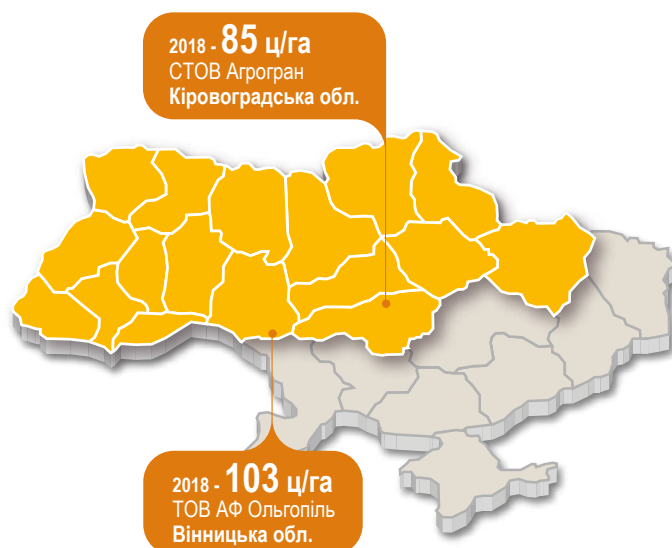 2018 - 85 ц/га
СТОВ Агрогран
Кіровоградська обл.
2018 - 103 ц/га
ТОВ АФ Ольгопіль
Вінницька обл.